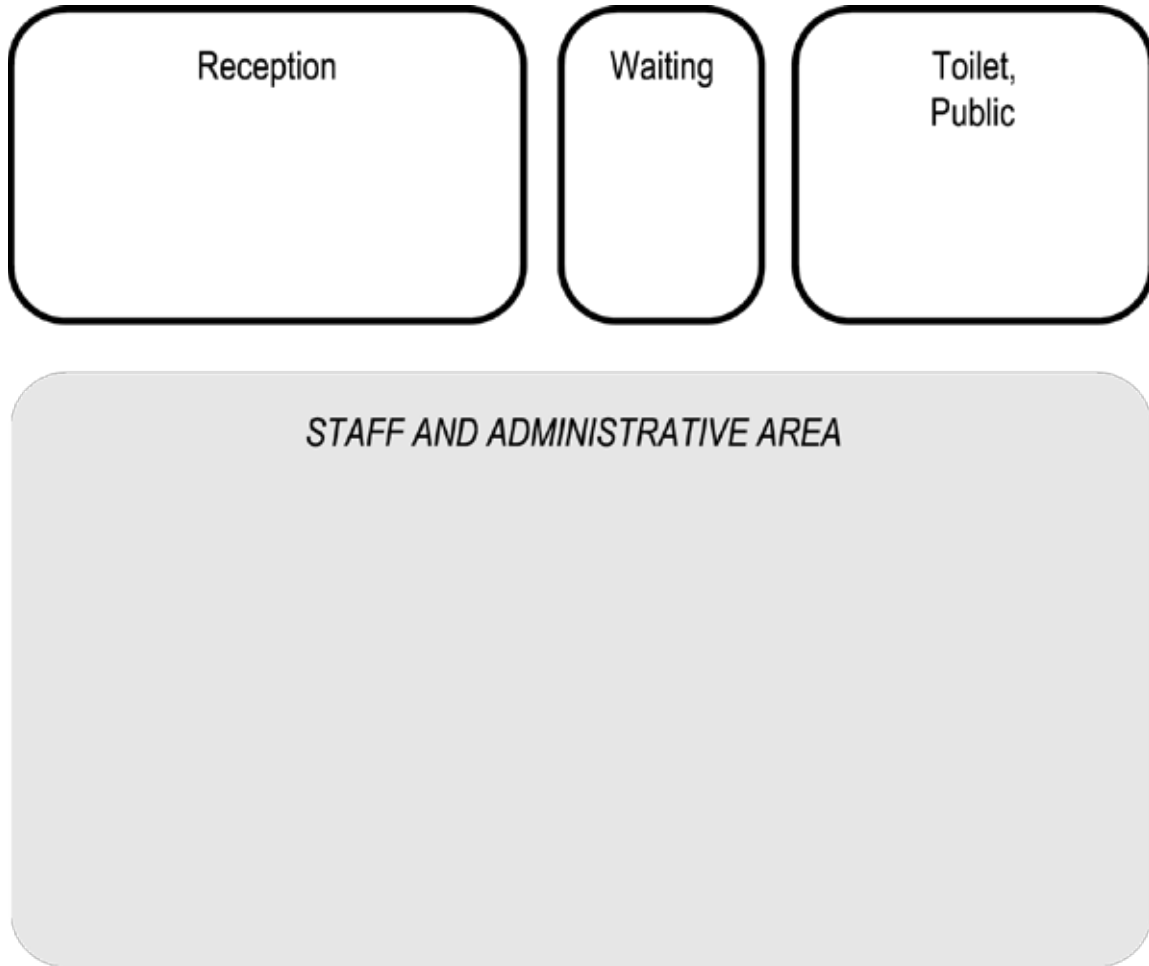 Reception
Waiting
Toilet,
Public
STAFF AND ADMINISTRATIVE AREA